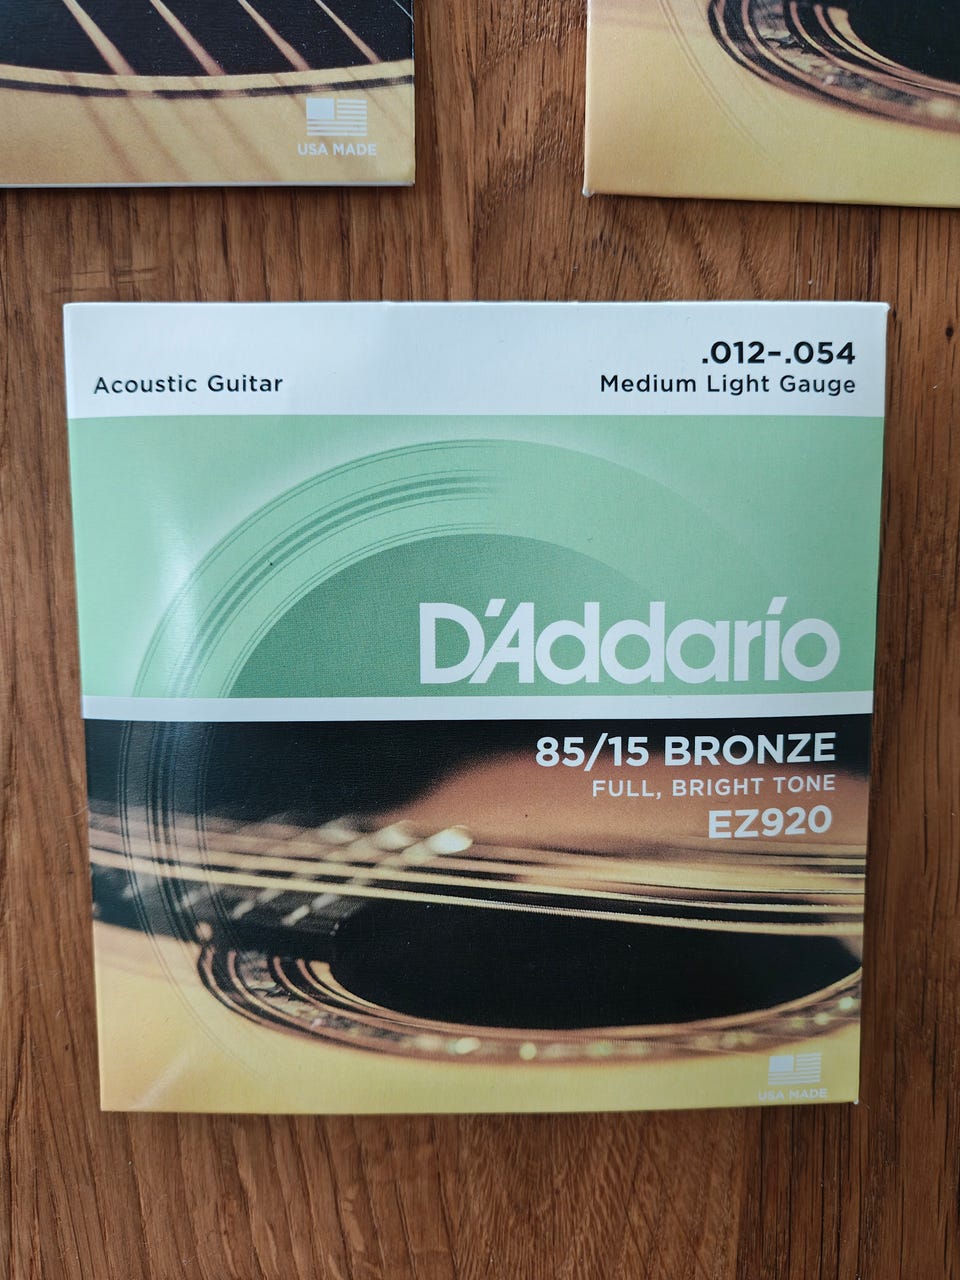 USA MADE
.012-.054
Acoustic Guitar
Medium Light Gauge
D'Addario
85/15 BRONZE
FULL, BRIGHT TONE
EZ920
USA MADE